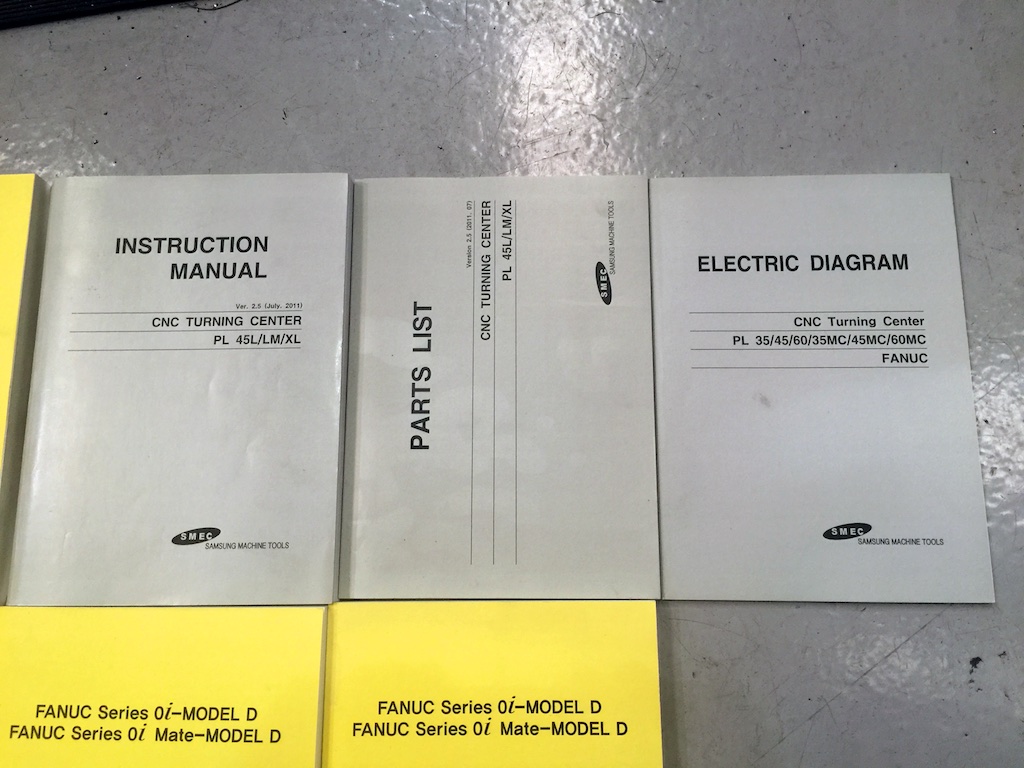 INSTRUCTION
MANUAL
Ver. 2.5 (July, 2011)
CNC TURNING CENTER
PL 45L/LM/XL
SMEC
SAMSUNG MACHINE TOOLS
PARTS LIST
Version 2.5 (2011. 07)
CNC TURNING CENTER
PL 45L/LM/XL
SMEC
SAMSUNG MACHINE TOOLS
ELECTRIC DIAGRAM
CNC Turning Center
PL 35/45/60/35MC/45MC/60MC
FANUC
SMEC
SAMSUNG MACHINE TOOLS
FANUC Series 0i-MODEL D
FANUC Series 0i Mate-MODEL D
FANUC Series 0i-MODEL D
FANUC Series 0i Mate-MODEL D